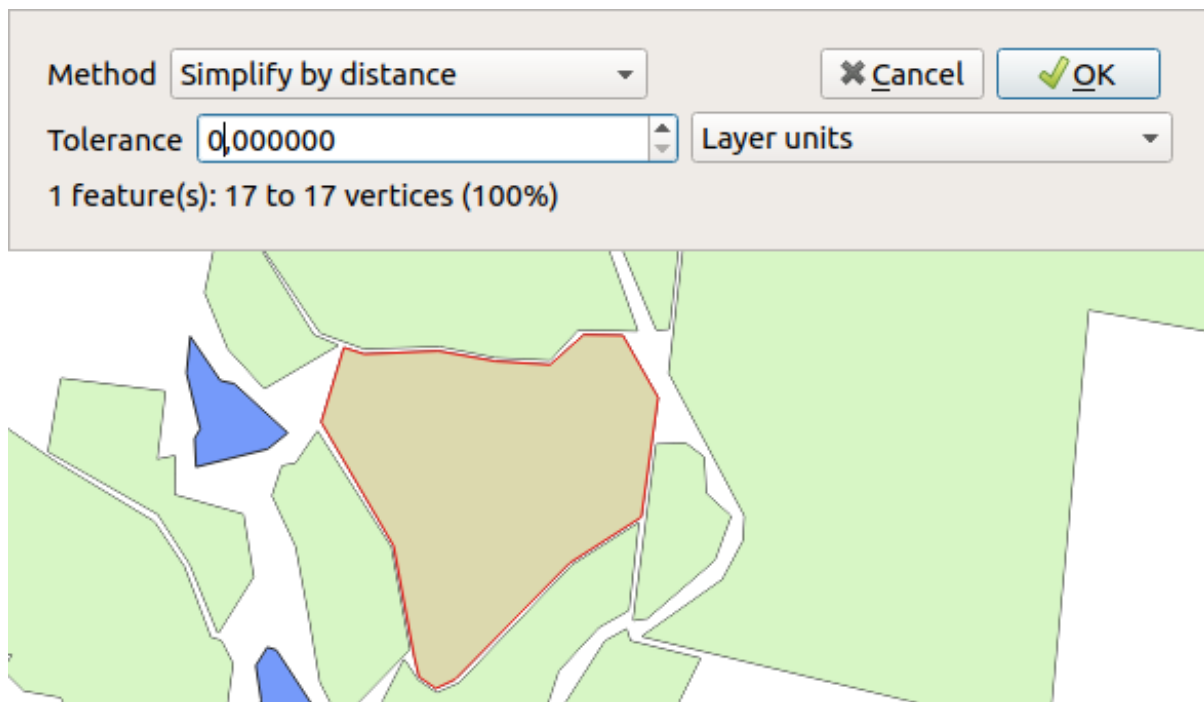 Method Simplify by distance Cancel OK
Tolerance 0,000000 Layer units
1 feature(s): 17 to 17 vertices (100%)